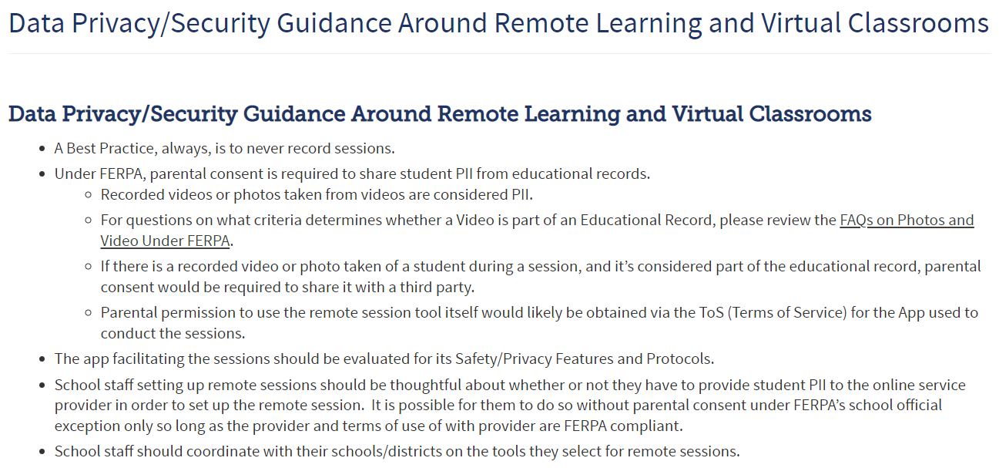 Data Privacy/Security Guidance Around Remote Learning and Virtual Classrooms
Data Privacy/Security Guidance Around Remote Learning and Virtual Classrooms
• A Best Practice, always, is to never record sessions.
• Under FERPA, parental consent is required to share student PII from educational records.
◦ Recorded videos or photos taken from videos are considered PII.
◦ For questions on what criteria determines whether a Video is part of an Educational Record, please review the FAQs on Photos and
Video Under FERPA.
◦ If there is a recorded video or photo taken of a student during a session, and it’s considered part of the educational record, parental
consent would be required to share it with a third party.
◦ Parental permission to use the remote session tool itself would likely be obtained via the ToS (Terms of Service) for the App used to
conduct the sessions.
• The app facilitating the sessions should be evaluated for its Safety/Privacy Features and Protocols.
• School staff setting up remote sessions should be thoughtful about whether or not they have to provide student PII to the online service
provider in order to set up the remote session.  It is possible for them to do so without parental consent under FERPA’s school official
exception only so long as the provider and terms of use of with provider are FERPA compliant.
• School staff should coordinate with their schools/districts on the tools they select for remote sessions.